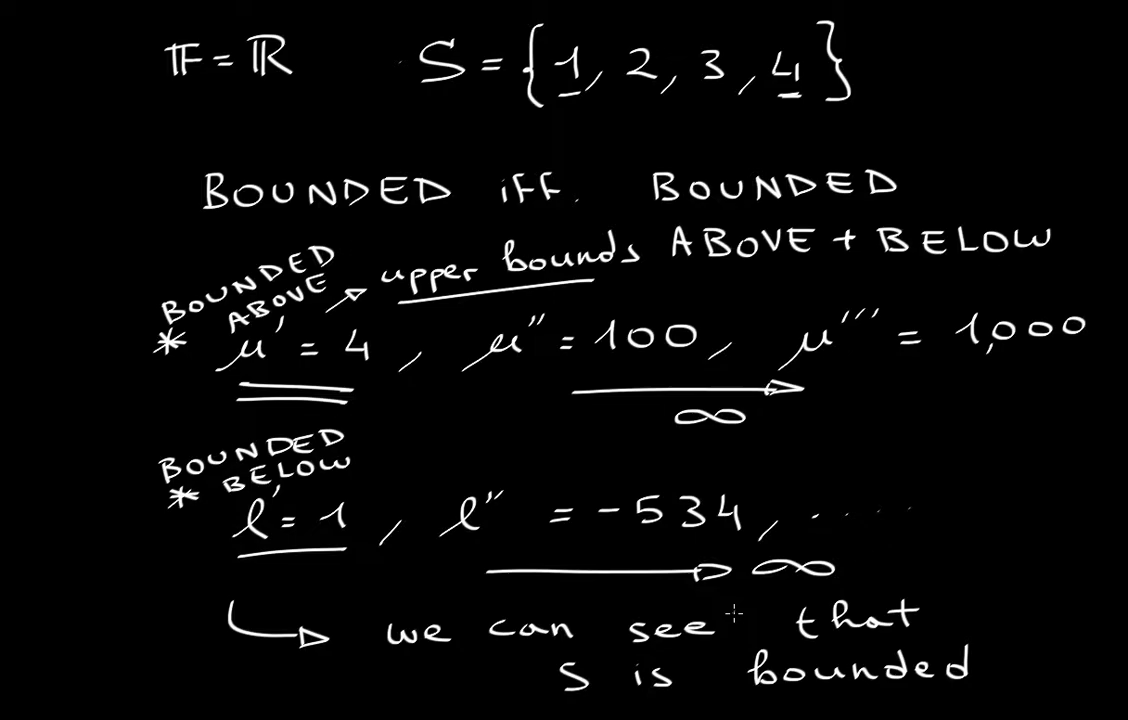 𝔽 = ℝ S = {1, 2, 3, 4}
BOUNDED iff. BOUNDED
ABOVE + BELOW
* BOUNDED ABOVE → upper bounds
μ' = 4, μ'' = 100, μ''' = 1,000
∞
* BOUNDED BELOW
l' = 1, l'' = -534, .....
∞
↳ we can see that
S is bounded